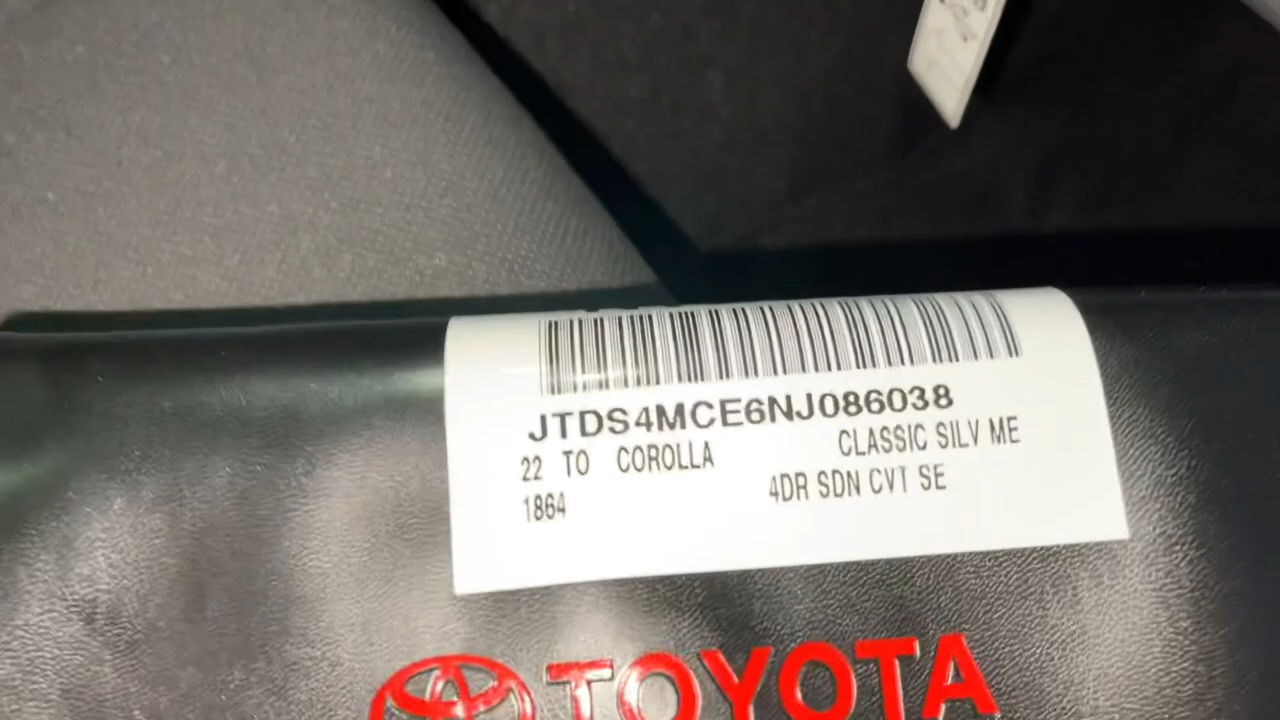 JTDS4MCE6NJ086038
22 TO COROLLA CLASSIC SILV ME
1864 4DR SDN CVT SE
TOYOTA